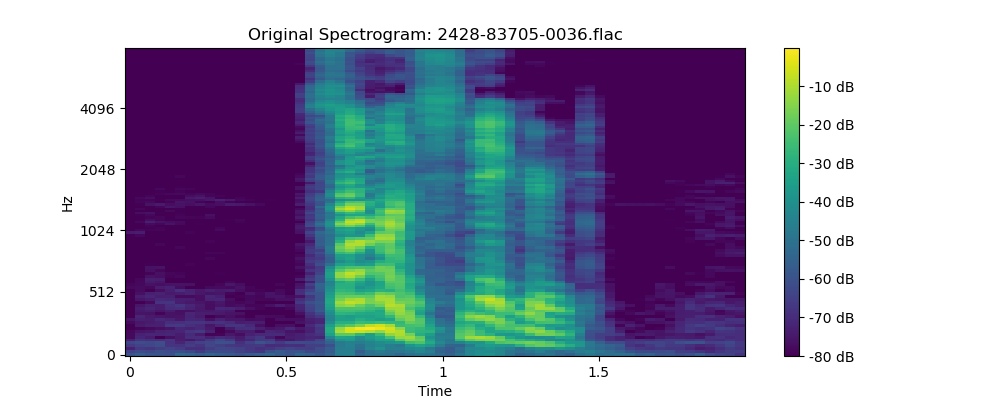 Original Spectrogram: 2428-83705-0036.flac
Hz
4096
2048
1024
512
0
0
0.5
1
1.5
Time
-10 dB
-20 dB
-30 dB
-40 dB
-50 dB
-60 dB
-70 dB
-80 dB